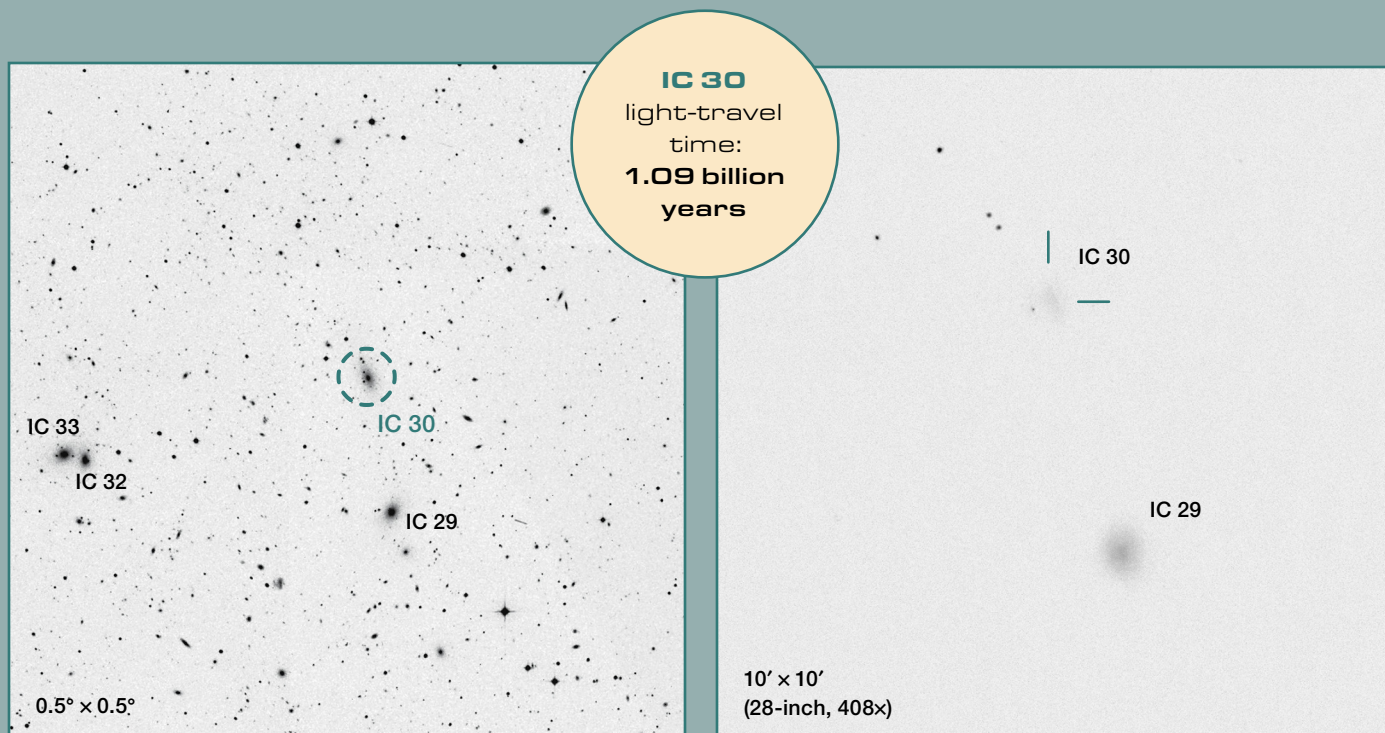 IC 30
light-travel
time:
1.09 billion
years
IC 33
IC 32
IC 30
IC 29
0.5° × 0.5°
IC 30
IC 29
10′ × 10′
(28-inch, 408×)